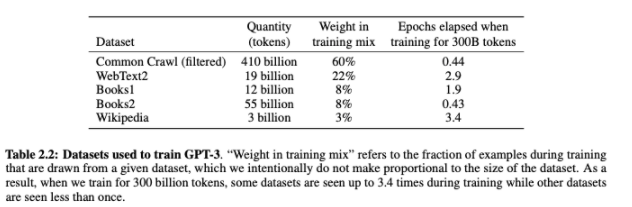 Quantity Weight in Epochs elapsed when
Dataset (tokens) training mix training for 300B tokens
Common Crawl (filtered) 410 billion 60% 0.44
WebText2 19 billion 22% 2.9
Books1 12 billion 8% 1.9
Books2 55 billion 8% 0.43
Wikipedia 3 billion 3% 3.4
Table 2.2: Datasets used to train GPT-3. “Weight in training mix” refers to the fraction of examples during training
that are drawn from a given dataset, which we intentionally do not make proportional to the size of the dataset. As a
result, when we train for 300 billion tokens, some datasets are seen up to 3.4 times during training while other datasets
are seen less than once.